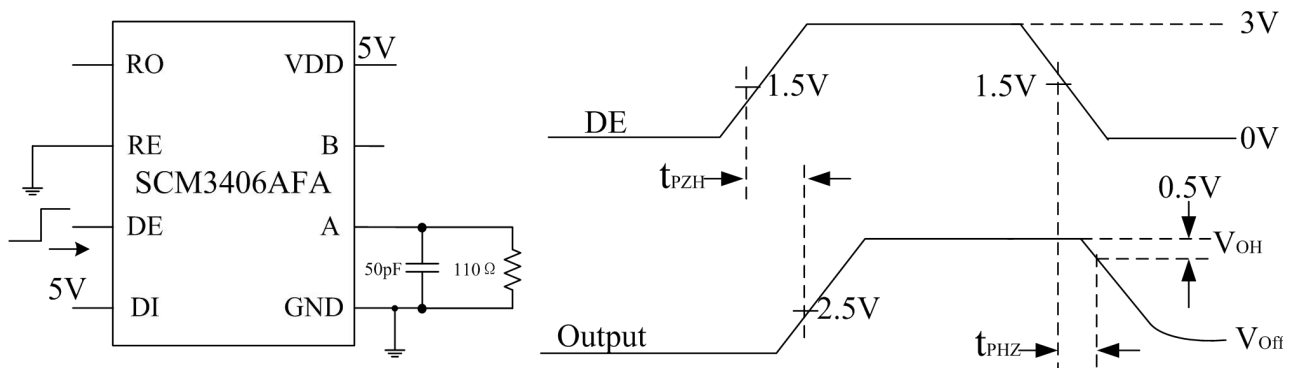 RO
VDD
5V
RE
B
SCM3406AFA
DE
A
50pF
110Ω
5V
DI
GND
3V
1.5V
1.5V
DE
0V
tPZH
0.5V
VOH
2.5V
Output
tPHZ
VOff